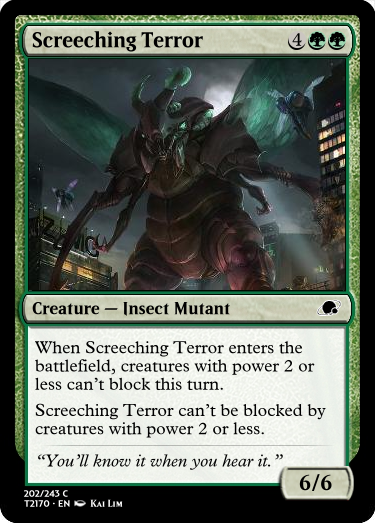 Screeching Terror 4
Creature — Insect Mutant
When Screeching Terror enters the
battlefield, creatures with power 2 or
less can't block this turn.
Screeching Terror can't be blocked by
creatures with power 2 or less.
"You'll know it when you hear it."
6/6
202/243 C
T2170 · EN Kai Lim